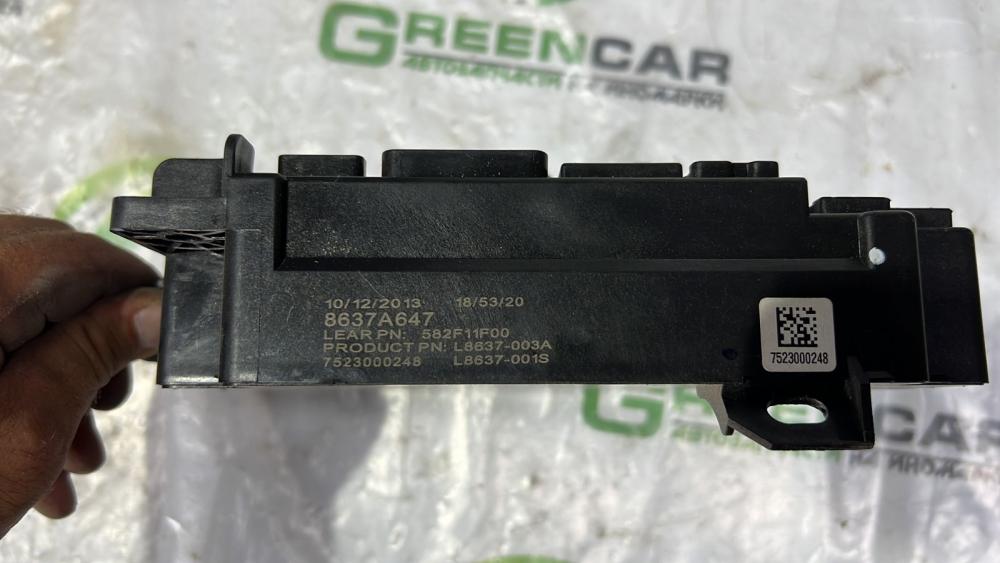 GREENCAR
10/12/2013 18/53/20
8637A647
LEAR PN: 582F11F00
PRODUCT PN: L8637-003A
7523000248 L8637-001S
7523000248
CAR